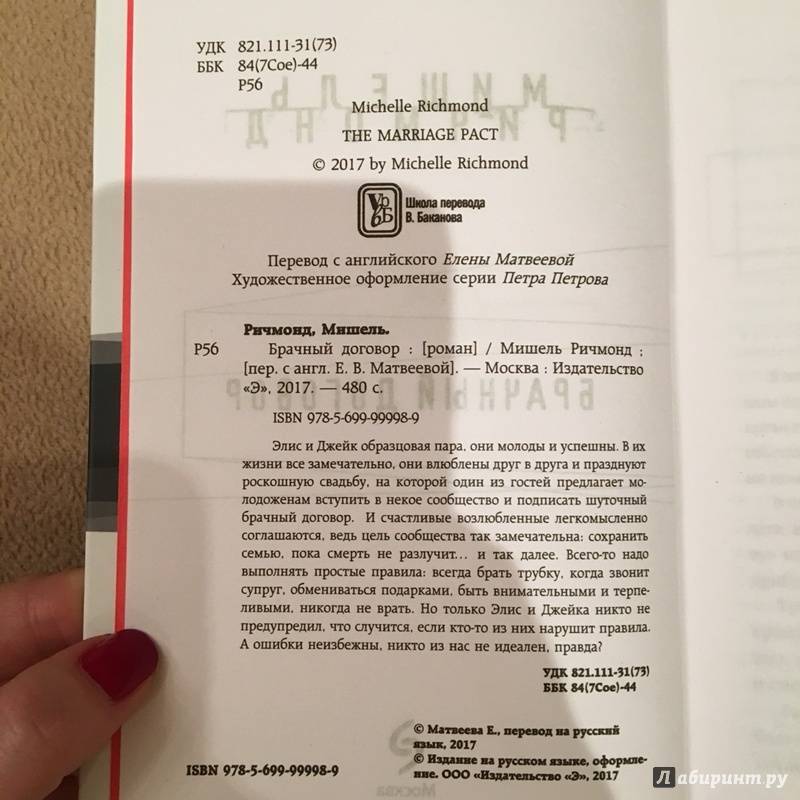 УДК 821.111-31(73)
ББК 84(7Сое)-44
Р56
Michelle Richmond
THE MARRIAGE PACT
© 2017 by Michelle Richmond
Школа перевода
В. Баканова
Перевод с английского Елены Матвеевой
Художественное оформление серии Петра Петрова
Ричмонд, Мишель.
Р56 Брачный договор : [роман] / Мишель Ричмонд ;
[пер. с англ. Е. В. Матвеевой]. — Москва : Издательство
«Э», 2017. — 480 с.
ISBN 978-5-699-99998-9
Элис и Джейк образцовая пара, они молоды и успешны. В их
жизни все замечательно, они влюблены друг в друга и празднуют
роскошную свадьбу, на которой один из гостей предлагает мо-
лодоженам вступить в некое сообщество и подписать шуточный
брачный договор. И счастливые возлюбленные легкомысленно
соглашаются, ведь цель сообщества так замечательна: сохранить
семью, пока смерть не разлучит... и так далее. Всего-то надо
выполнять простые правила: всегда брать трубку, когда звонит
супруг, обмениваться подарками, быть внимательными и терпе-
ливыми, никогда не врать. Но только Элис и Джейка никто не
предупредил, что случится, если кто-то из них нарушит правила.
А ошибки неизбежны, никто из нас не идеален, правда?
УДК 821.111-31(73)
ББК 84(7Сое)-44
© Матвеева Е., перевод на русский
язык, 2017
© Издание на русском языке, оформле-
ние. ООО «Издательство «Э», 2017
ISBN 978-5-699-99998-9
МИШЕЛЬ
РИЧМОНД
БРАЧНЫЙ ДОГОВОР
Москва
Лабиринт.ру